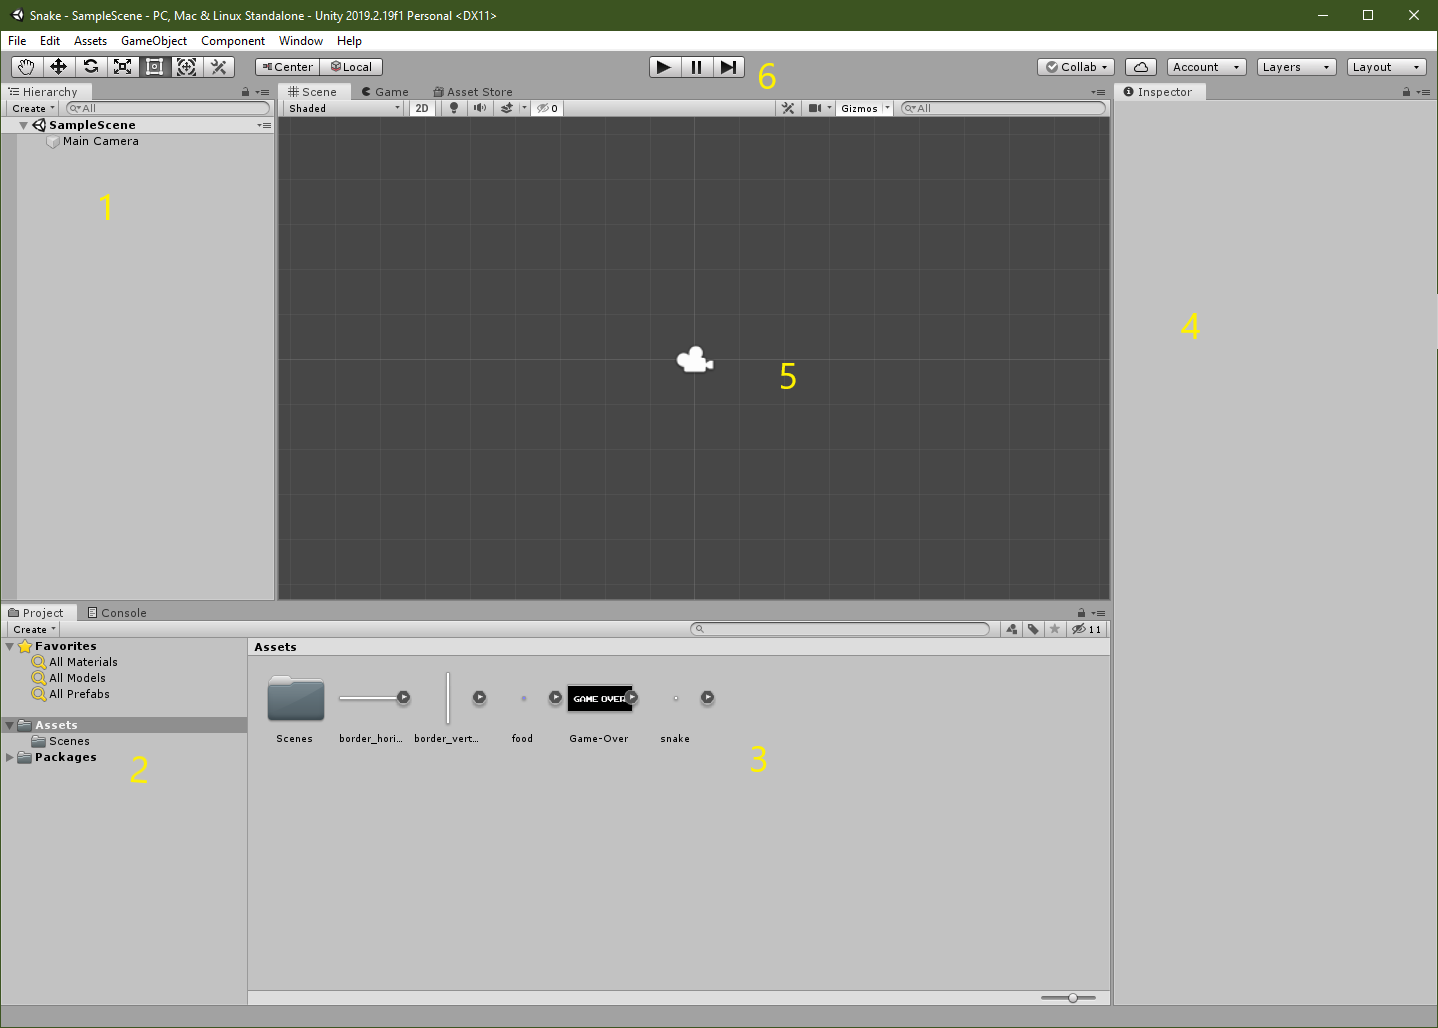 Snake - SampleScene - PC, Mac & Linux Standalone - Unity 2019.2.19f1 Personal <DX11>
File Edit Assets GameObject Component Window Help
Center Local 6 Collab Account Layers Layout
Hierarchy Scene Game Asset Store Inspector
Create All Shaded 2D 0 Gizmos All
SampleScene
Main Camera
1
4
5
Project Console
Create 11
Favorites Assets
All Materials
All Models
All Prefabs
GAME OVER
Assets
Scenes border_hori... border_vert... food Game-Over snake
Scenes
Packages
2
3